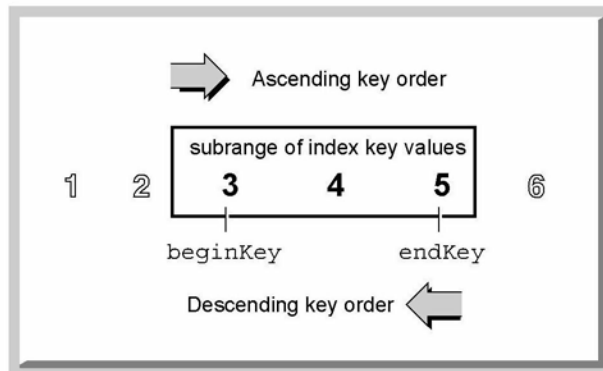 Ascending key order
subrange of index key values
1 2 3 4 5 6
beginKey endKey
Descending key order